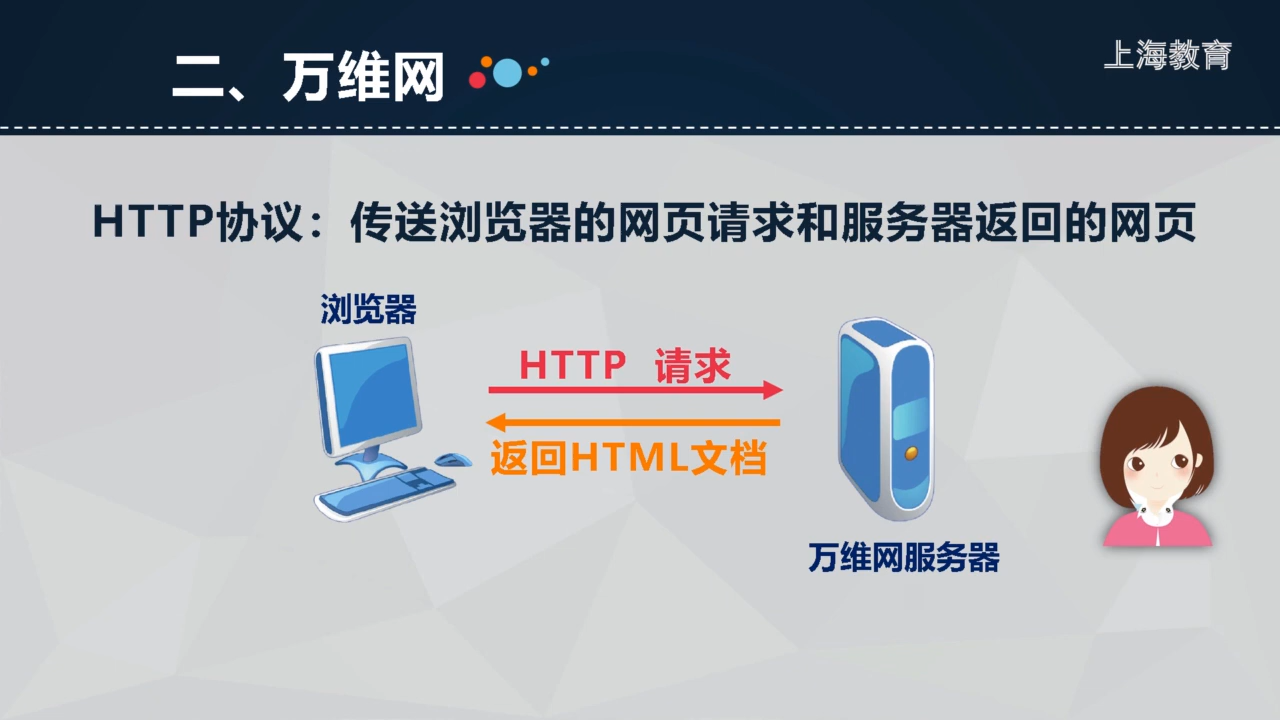 二、万维网
上海教育
HTTP协议：传送浏览器的网页请求和服务器返回的网页
浏览器
HTTP 请求
返回HTML文档
万维网服务器